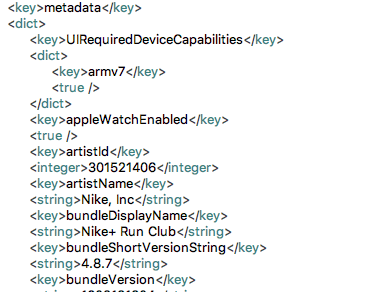 <key>metadata</key>
<dict>
<key>UIRequiredDeviceCapabilities</key>
<dict>
<key>armv7</key>
<true />
</dict>
<key>appleWatchEnabled</key>
<true />
<key>artistId</key>
<integer>301521406</integer>
<key>artistName</key>
<string>Nike, Inc</string>
<key>bundleDisplayName</key>
<string>Nike+ Run Club</string>
<key>bundleShortVersionString</key>
<string>4.8.7</string>
<key>bundleVersion</key>